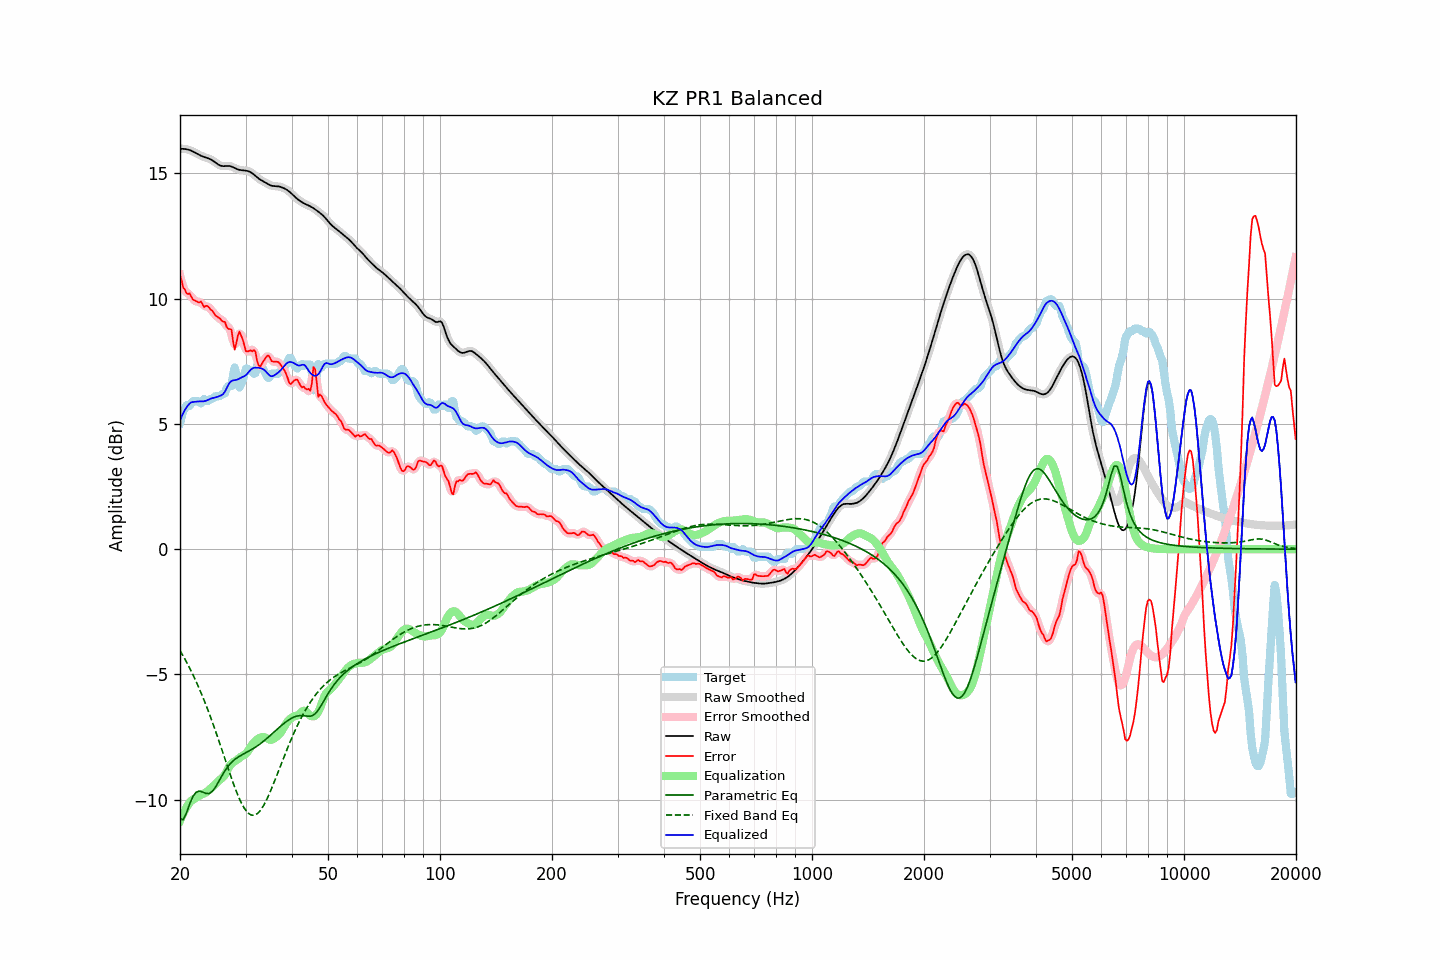 KZ PR1 Balanced
Amplitude (dBr)
15
10
5
0
−5
−10
Target
Raw Smoothed
Error Smoothed
Raw
Error
Equalization
Parametric Eq
Fixed Band Eq
Equalized
20 50 100 200 500 1000 2000 5000 10000 20000
Frequency (Hz)